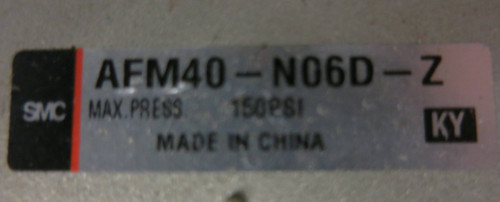 AFM40-N06D-Z
SMC MAX. PRESS 150PSI KY
MADE IN CHINA